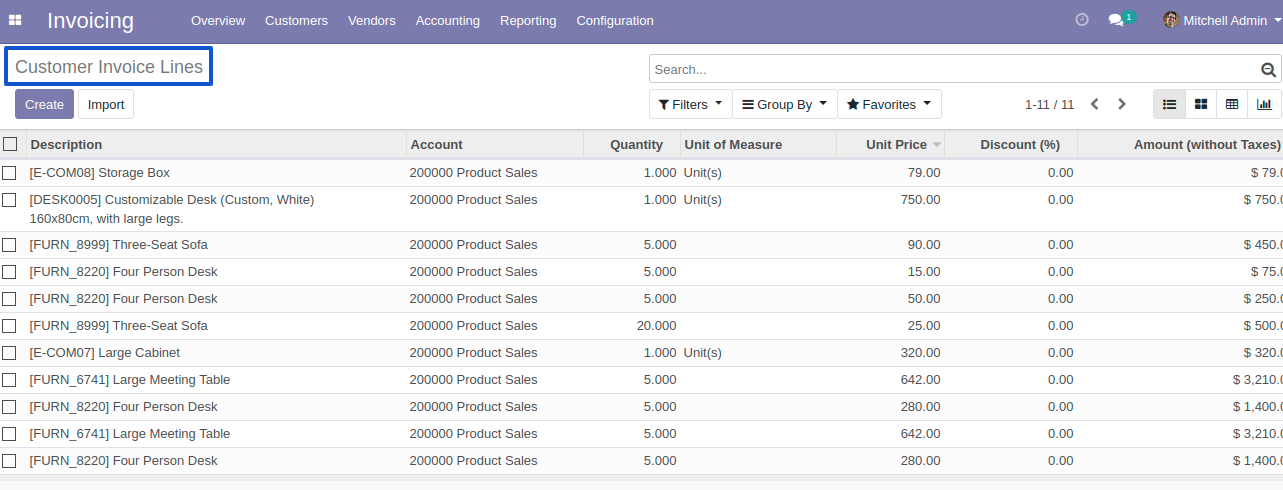 Invoicing Overview Customers Vendors Accounting Reporting Configuration 1 Mitchell Admin
Customer Invoice Lines
Search...
Create Import
Filters Group By Favorites 1-11 / 11
Description Account Quantity Unit of Measure Unit Price Discount (%) Amount (without Taxes)
[E-COM08] Storage Box 200000 Product Sales 1.000 Unit(s) 79.00 0.00 $ 79.0
[DESK0005] Customizable Desk (Custom, White) 200000 Product Sales 1.000 Unit(s) 750.00 0.00 $ 750.0
160x80cm, with large legs.
[FURN_8999] Three-Seat Sofa 200000 Product Sales 5.000 90.00 0.00 $ 450.0
[FURN_8220] Four Person Desk 200000 Product Sales 5.000 15.00 0.00 $ 75.0
[FURN_8220] Four Person Desk 200000 Product Sales 5.000 50.00 0.00 $ 250.0
[FURN_8999] Three-Seat Sofa 200000 Product Sales 20.000 25.00 0.00 $ 500.0
[E-COM07] Large Cabinet 200000 Product Sales 1.000 Unit(s) 320.00 0.00 $ 320.0
[FURN_6741] Large Meeting Table 200000 Product Sales 5.000 642.00 0.00 $ 3,210.0
[FURN_8220] Four Person Desk 200000 Product Sales 5.000 280.00 0.00 $ 1,400.0
[FURN_6741] Large Meeting Table 200000 Product Sales 5.000 642.00 0.00 $ 3,210.0
[FURN_8220] Four Person Desk 200000 Product Sales 5.000 280.00 0.00 $ 1,400.0